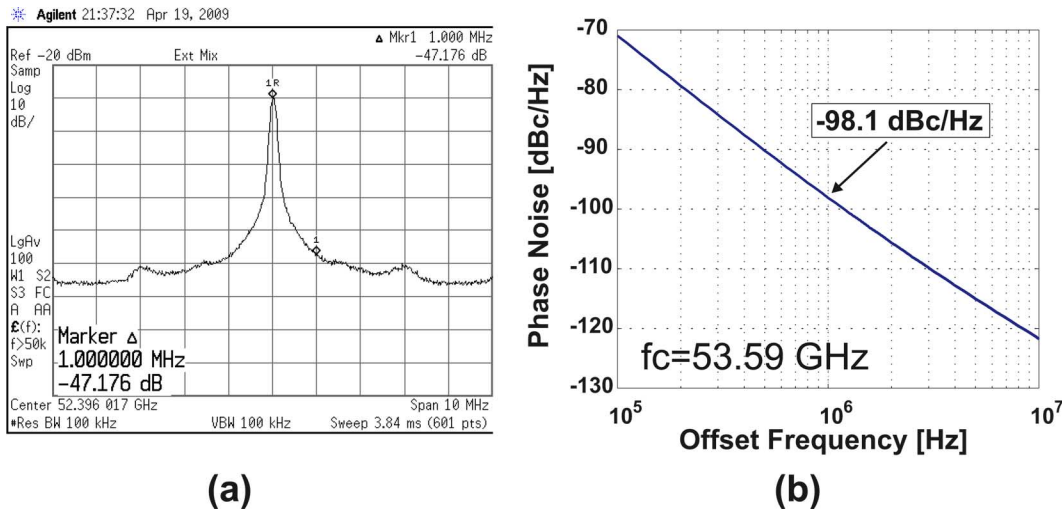 Agilent 21:37:32 Apr 19, 2009
Δ Mkr1 1.000 MHz
Ref -20 dBm Ext Mix -47.176 dB
Samp
Log
10
dB/
1R
1
LgAv
100
W1 S2
S3 FC
A AA
£(f):
f>50k
Swp
Marker Δ
1.000000 MHz
-47.176 dB
Center 52.396 017 GHz Span 10 MHz
#Res BW 100 kHz VBW 100 kHz Sweep 3.84 ms (601 pts)
(a)
Phase Noise [dBc/Hz]
-70
-80
-90
-100
-110
-120
-130
-98.1 dBc/Hz
fc=53.59 GHz
10^5 10^6 10^7
Offset Frequency [Hz]
(b)